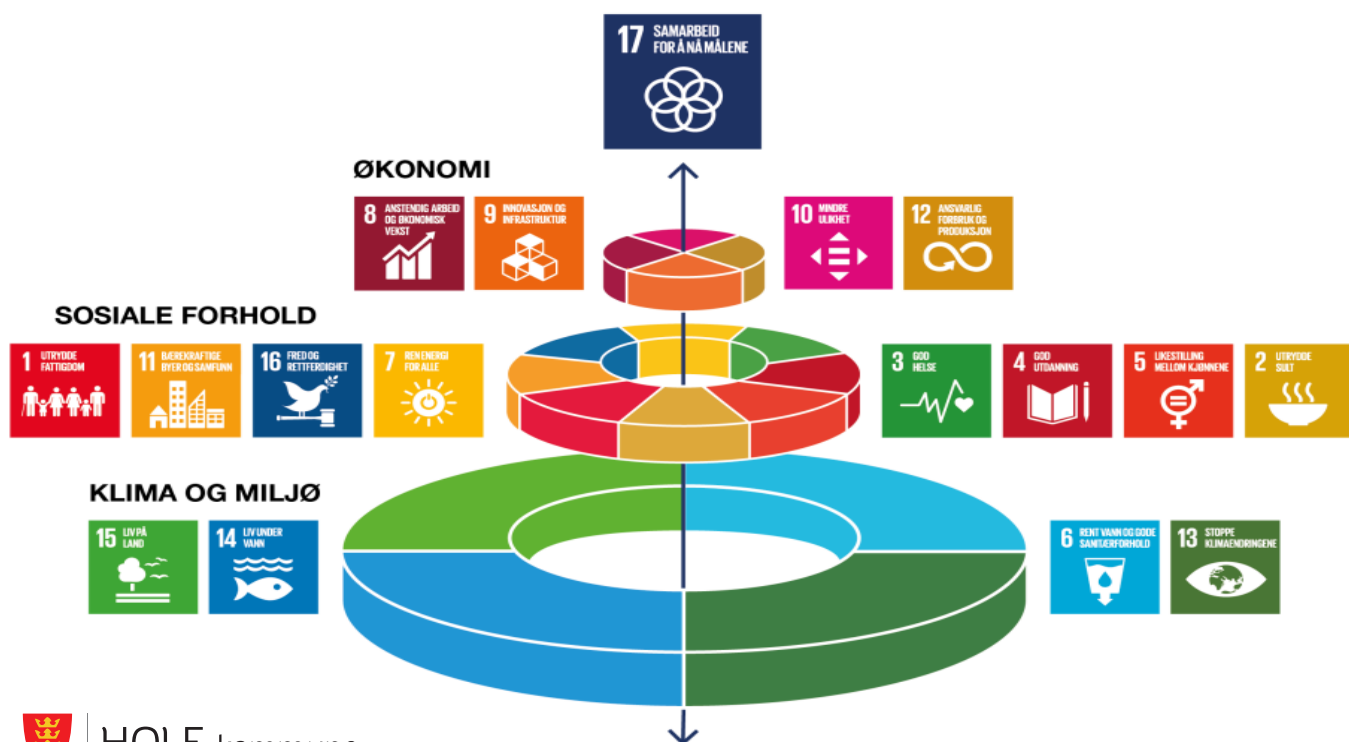 17 SAMARBEID
FOR Å NÅ MÅLENE
ØKONOMI
8 ANSTENDIG ARBEID
OG ØKONOMISK
VEKST
9 INNOVASJON OG
INFRASTRUKTUR
10 MINDRE
ULIKHET
12 ANSVARLIG
FORBRUK OG
PRODUKSJON
SOSIALE FORHOLD
1 UTRYDDE
FATTIGDOM
11 BÆREKRAFTIGE
BYER OG SAMFUNN
16 FRED OG
RETTFERDIGHET
7 REN ENERGI
FOR ALLE
3 GOD
HELSE
4 GOD
UTDANNING
5 LIKESTILLING
MELLOM KJØNNENE
2 UTRYDDE
SULT
KLIMA OG MILJØ
15 LIV PÅ
LAND
14 LIV UNDER
VANN
6 RENT VANN OG GODE
SANITÆRFORHOLD
13 STOPPE
KLIMAENDRINGENE
HOLE kommune